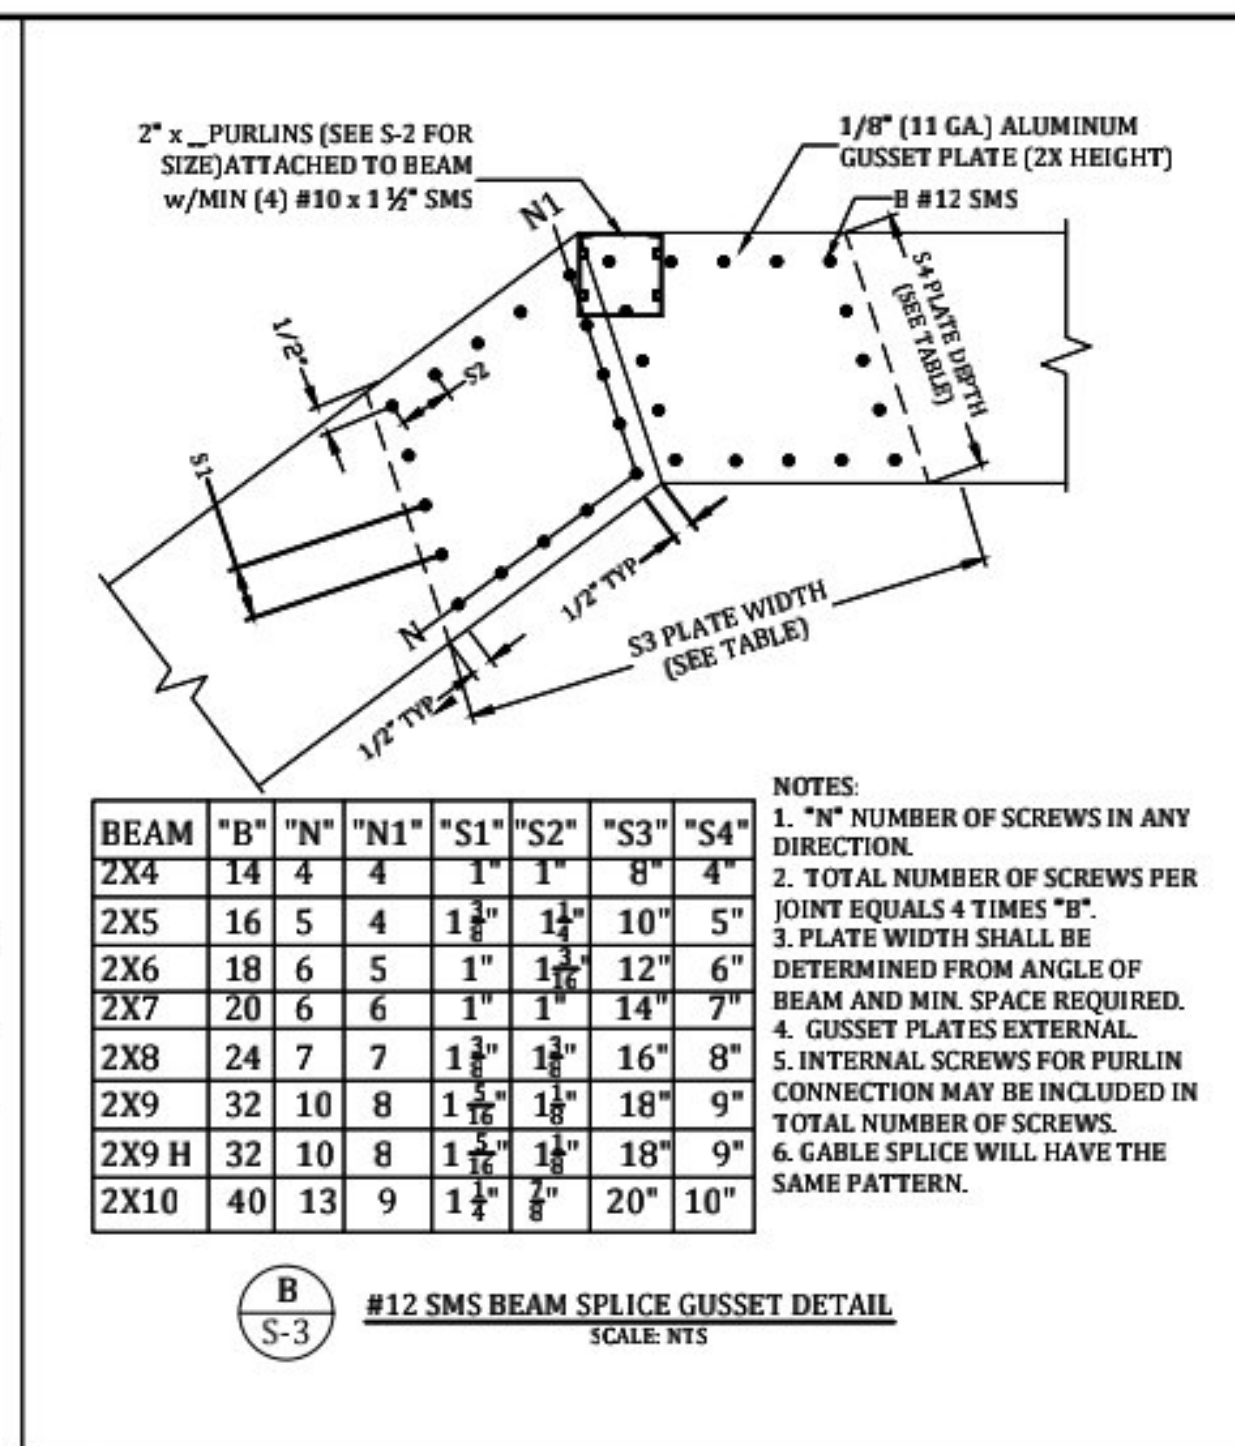 2" x __PURLINS (SEE S-2 FOR
SIZE)ATTACHED TO BEAM
w/MIN (4) #10 x 1 ½" SMS
1/8" (11 GA.) ALUMINUM
GUSSET PLATE (2X HEIGHT)
B #12 SMS
N1
S4 PLATE DEPTH
(SEE TABLE)
1/2"
S2
S1
N
1/2" TYP
1/2" TYP
S3 PLATE WIDTH
(SEE TABLE)
BEAM "B" "N" "N1" "S1" "S2" "S3" "S4"
2X4 14 4 4 1" 1" 8" 4"
2X5 16 5 4 1 3/8" 1 1/4" 10" 5"
2X6 18 6 5 1" 1 3/16" 12" 6"
2X7 20 6 6 1" 1" 14" 7"
2X8 24 7 7 1 3/8" 1 3/8" 16" 8"
2X9 32 10 8 1 5/16" 1 1/8" 18" 9"
2X9 H 32 10 8 1 5/16" 1 1/8" 18" 9"
2X10 40 13 9 1 1/4" 7/8" 20" 10"
NOTES:
1. "N" NUMBER OF SCREWS IN ANY
DIRECTION.
2. TOTAL NUMBER OF SCREWS PER
JOINT EQUALS 4 TIMES "B".
3. PLATE WIDTH SHALL BE
DETERMINED FROM ANGLE OF
BEAM AND MIN. SPACE REQUIRED.
4. GUSSET PLATES EXTERNAL.
5. INTERNAL SCREWS FOR PURLIN
CONNECTION MAY BE INCLUDED IN
TOTAL NUMBER OF SCREWS.
6. GABLE SPLICE WILL HAVE THE
SAME PATTERN.
B
S-3
#12 SMS BEAM SPLICE GUSSET DETAIL
SCALE: NTS